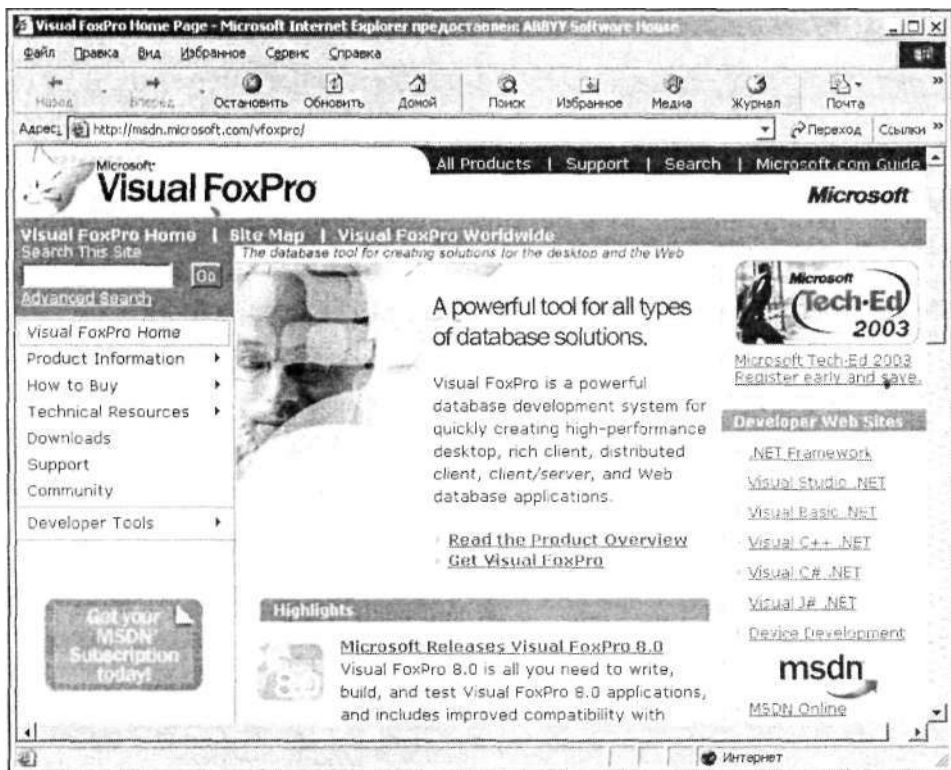 Visual FoxPro Home Page - Microsoft Internet Explorer предоставлен: ABBYY Software House
Файл Правка Вид Избранное Сервис Справка
Назад Вперед Остановить Обновить Домой Поиск Избранное Медиа Журнал Почта »
Адрес: http://msdn.microsoft.com/vfoxpro/ Переход Ссылки »
All Products | Support | Search | Microsoft.com Guide
Microsoft
Visual FoxPro
Microsoft
Visual FoxPro Home | Site Map | Visual FoxPro Worldwide
Search This Site
Go
Advanced Search
The database tool for creating solutions for the desktop and the Web
Visual FoxPro Home
Product Information
How to Buy
Technical Resources
Downloads
Support
Community
Developer Tools
Get your
MSDN
Subscription
today!
A powerful tool for all types
of database solutions.
Visual FoxPro is a powerful
database development system for
quickly creating high-performance
desktop, rich client, distributed
client, client/server, and Web
database applications.
Read the Product Overview
Get Visual FoxPro
Highlights
Microsoft Releases Visual FoxPro 8.0
Visual FoxPro 8.0 is all you need to write,
build, and test Visual FoxPro 8.0 applications,
and includes improved compatibility with
Microsoft
Tech·Ed
2003
Microsoft Tech-Ed 2003
Register early and save.
Developer Web Sites
.NET Framework
Visual Studio .NET
Visual Basic .NET
Visual C++ .NET
Visual C# .NET
Visual J# .NET
Device Development
msdn
MSDN Online
Интернет